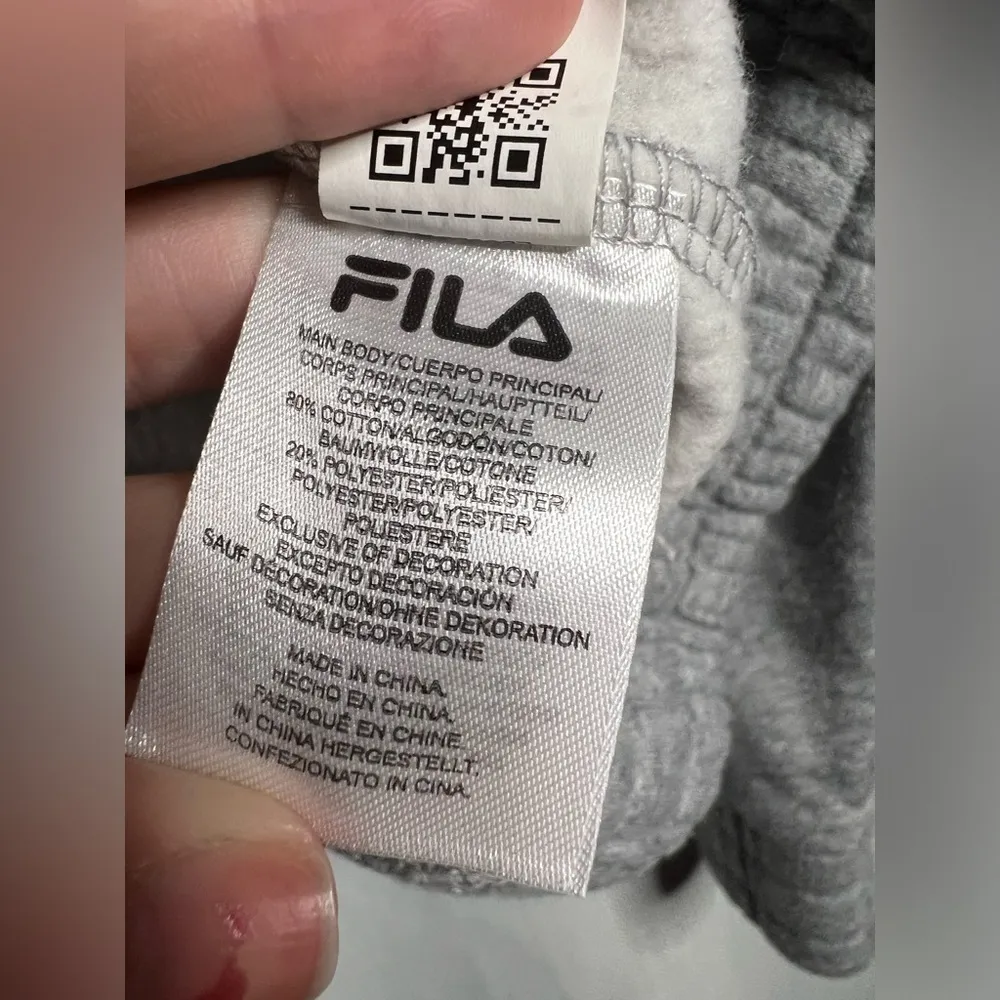 FILA
MAIN BODY/CUERPO PRINCIPAL/
CORPS PRINCIPAL/HAUPTTEIL/
CORPO PRINCIPALE
80% COTTON/ALGODÓN/COTON/
BAUMWOLLE/COTONE
20% POLYESTER/POLIESTER/
POLYESTER/POLYESTER/
POLIESTERE
EXCLUSIVE OF DECORATION
EXCEPTO DECORACIÓN
SAUF DÉCORATION/OHNE DEKORATION
SENZA DECORAZIONE
MADE IN CHINA.
HECHO EN CHINA.
FABRIQUÉ EN CHINE.
IN CHINA HERGESTELLT.
CONFEZIONATO IN CINA.